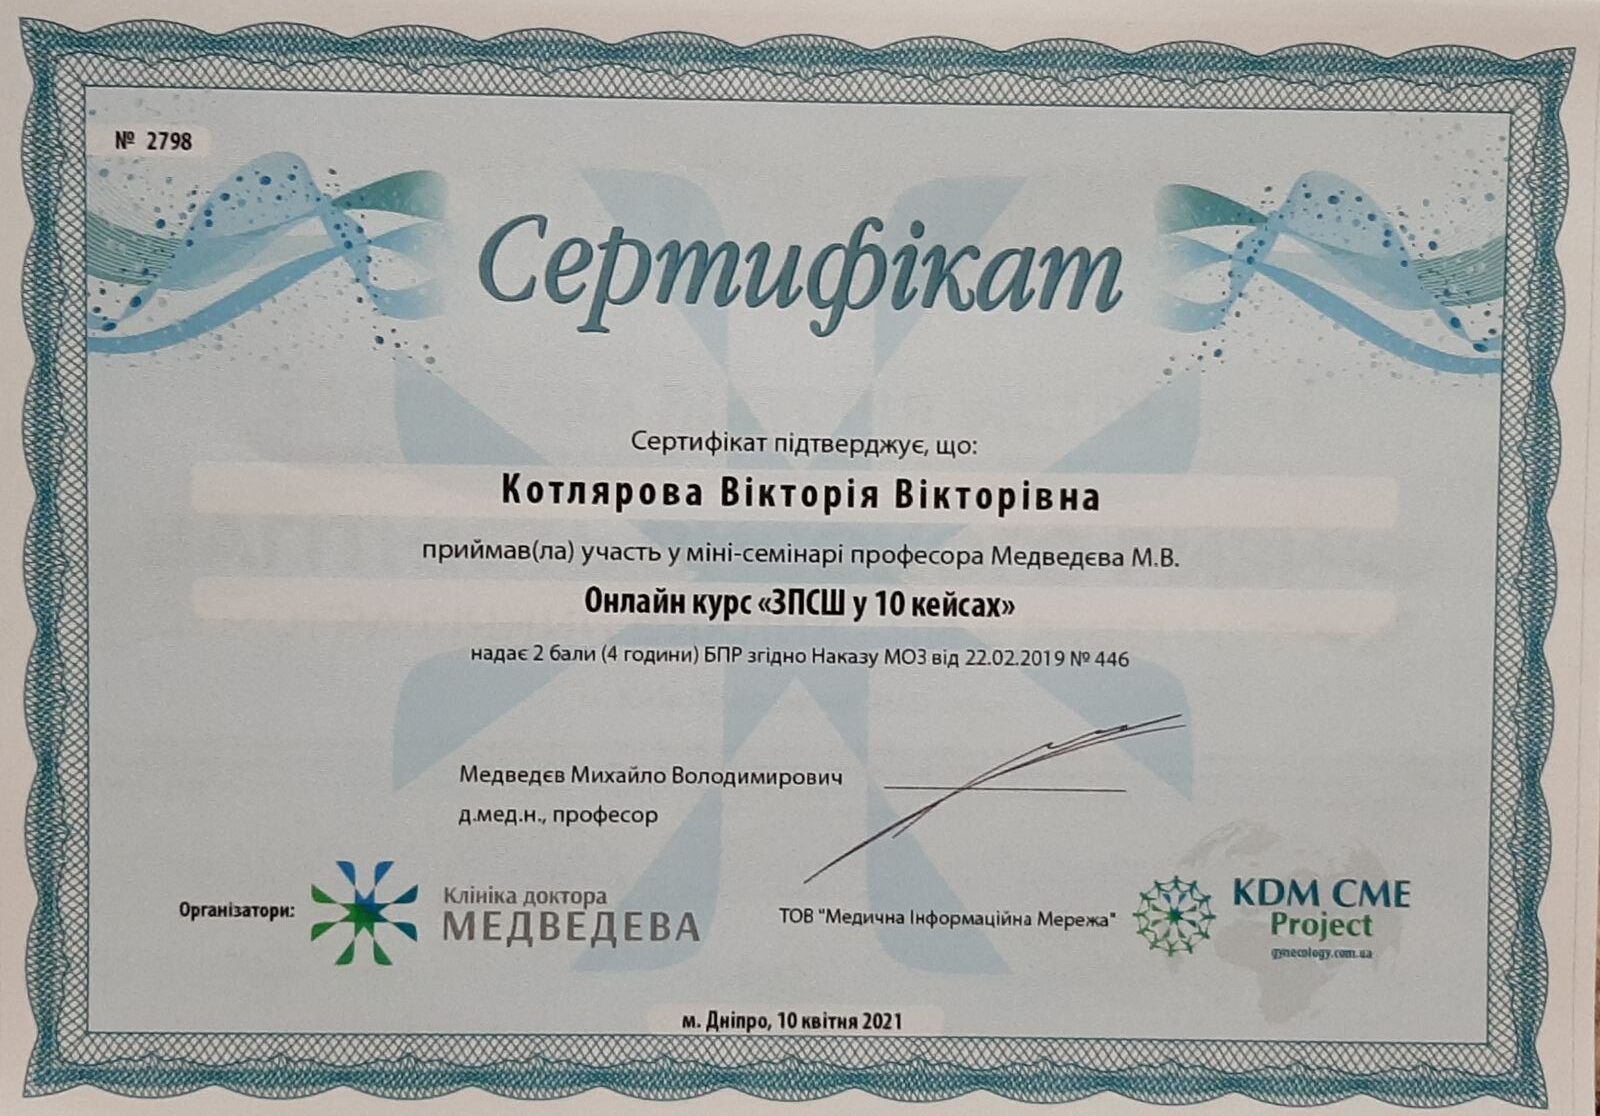 № 2798
Сертифікат
Сертифікат підтверджує, що:
Котлярова Вікторія Вікторівна
приймав(ла) участь у міні-семінарі професора Медведєва М.В.
Онлайн курс «ЗПСШ у 10 кейсах»
надає 2 бали (4 години) БПР згідно Наказу МОЗ від 22.02.2019 № 446
Медведєв Михайло Володимирович
д.мед.н., професор
Організатори:
Клініка доктора
МЕДВЕДЕВА
ТОВ "Медична Інформаційна Мережа"
KDM CME
Project
gynecology.com.ua
м. Дніпро, 10 квітня 2021